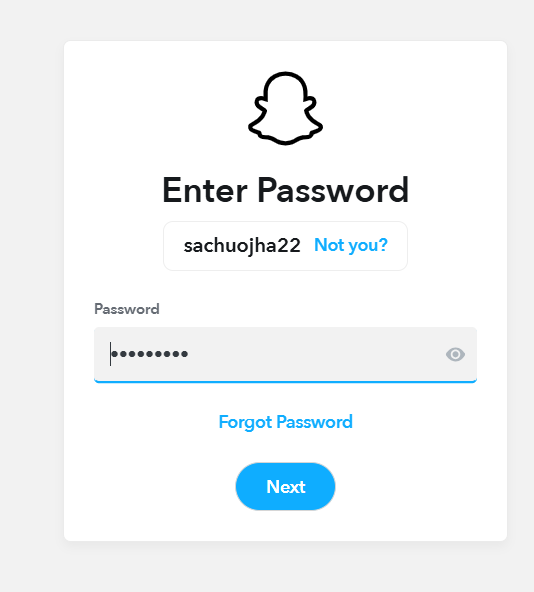 Enter Password
sachuojha22 Not you?
Password
•••••••••
Forgot Password
Next